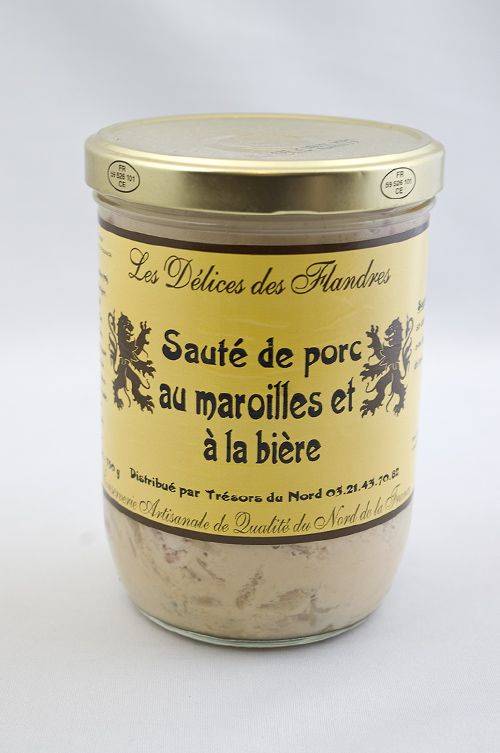 FR
59 526 101
CE
FR
59 526 101
CE
Les Délices des Flandres
Sauté de porc
au maroilles et
à la bière
Distribué par Trésors du Nord 03.21.43.70.82
Artisanale de Qualité du Nord de la